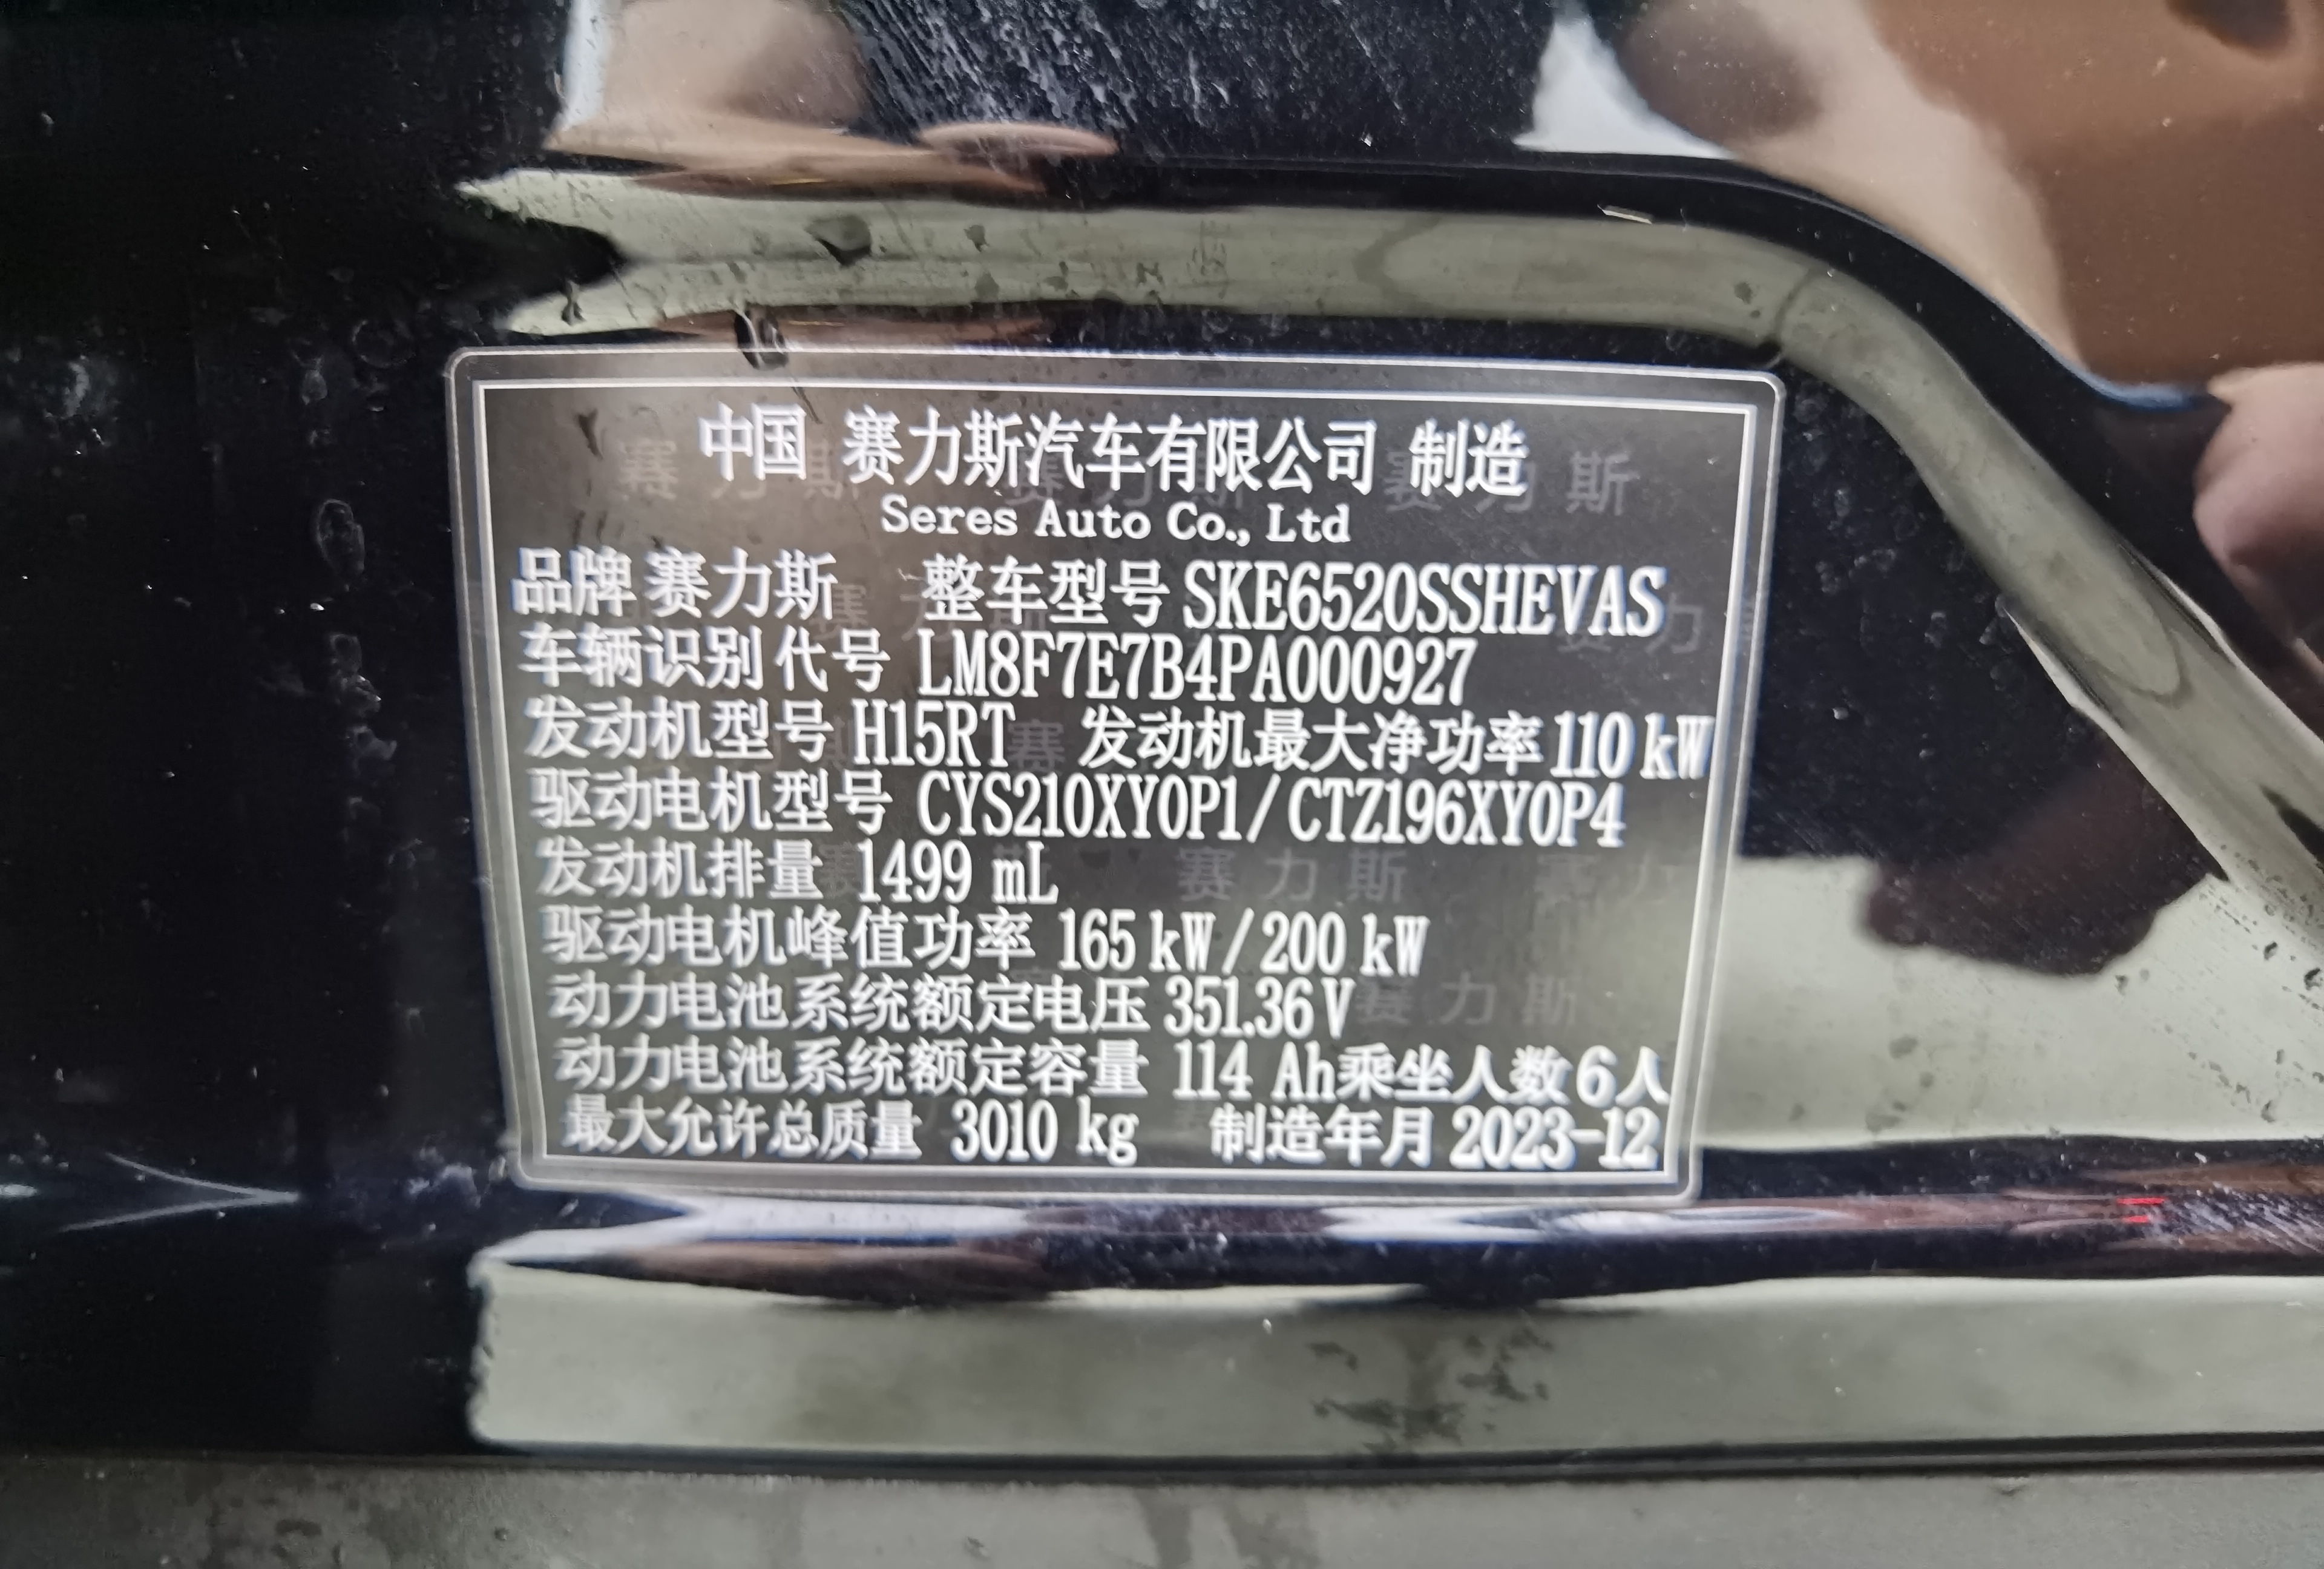 中国 赛力斯汽车有限公司 制造
Seres Auto Co., Ltd
品牌 赛力斯 整车型号 SKE6520SSHEVAS
车辆识别代号 LM8F7E7B4PA000927
发动机型号 H15RT 发动机最大净功率 110 kW
驱动电机型号 CYS210XY0P1/CTZ196XY0P4
发动机排量 1499 mL
驱动电机峰值功率 165 kW/200 kW
动力电池系统额定电压 351.36 V
动力电池系统额定容量 114 Ah 乘坐人数 6人
最大允许总质量 3010 kg 制造年月 2023-12